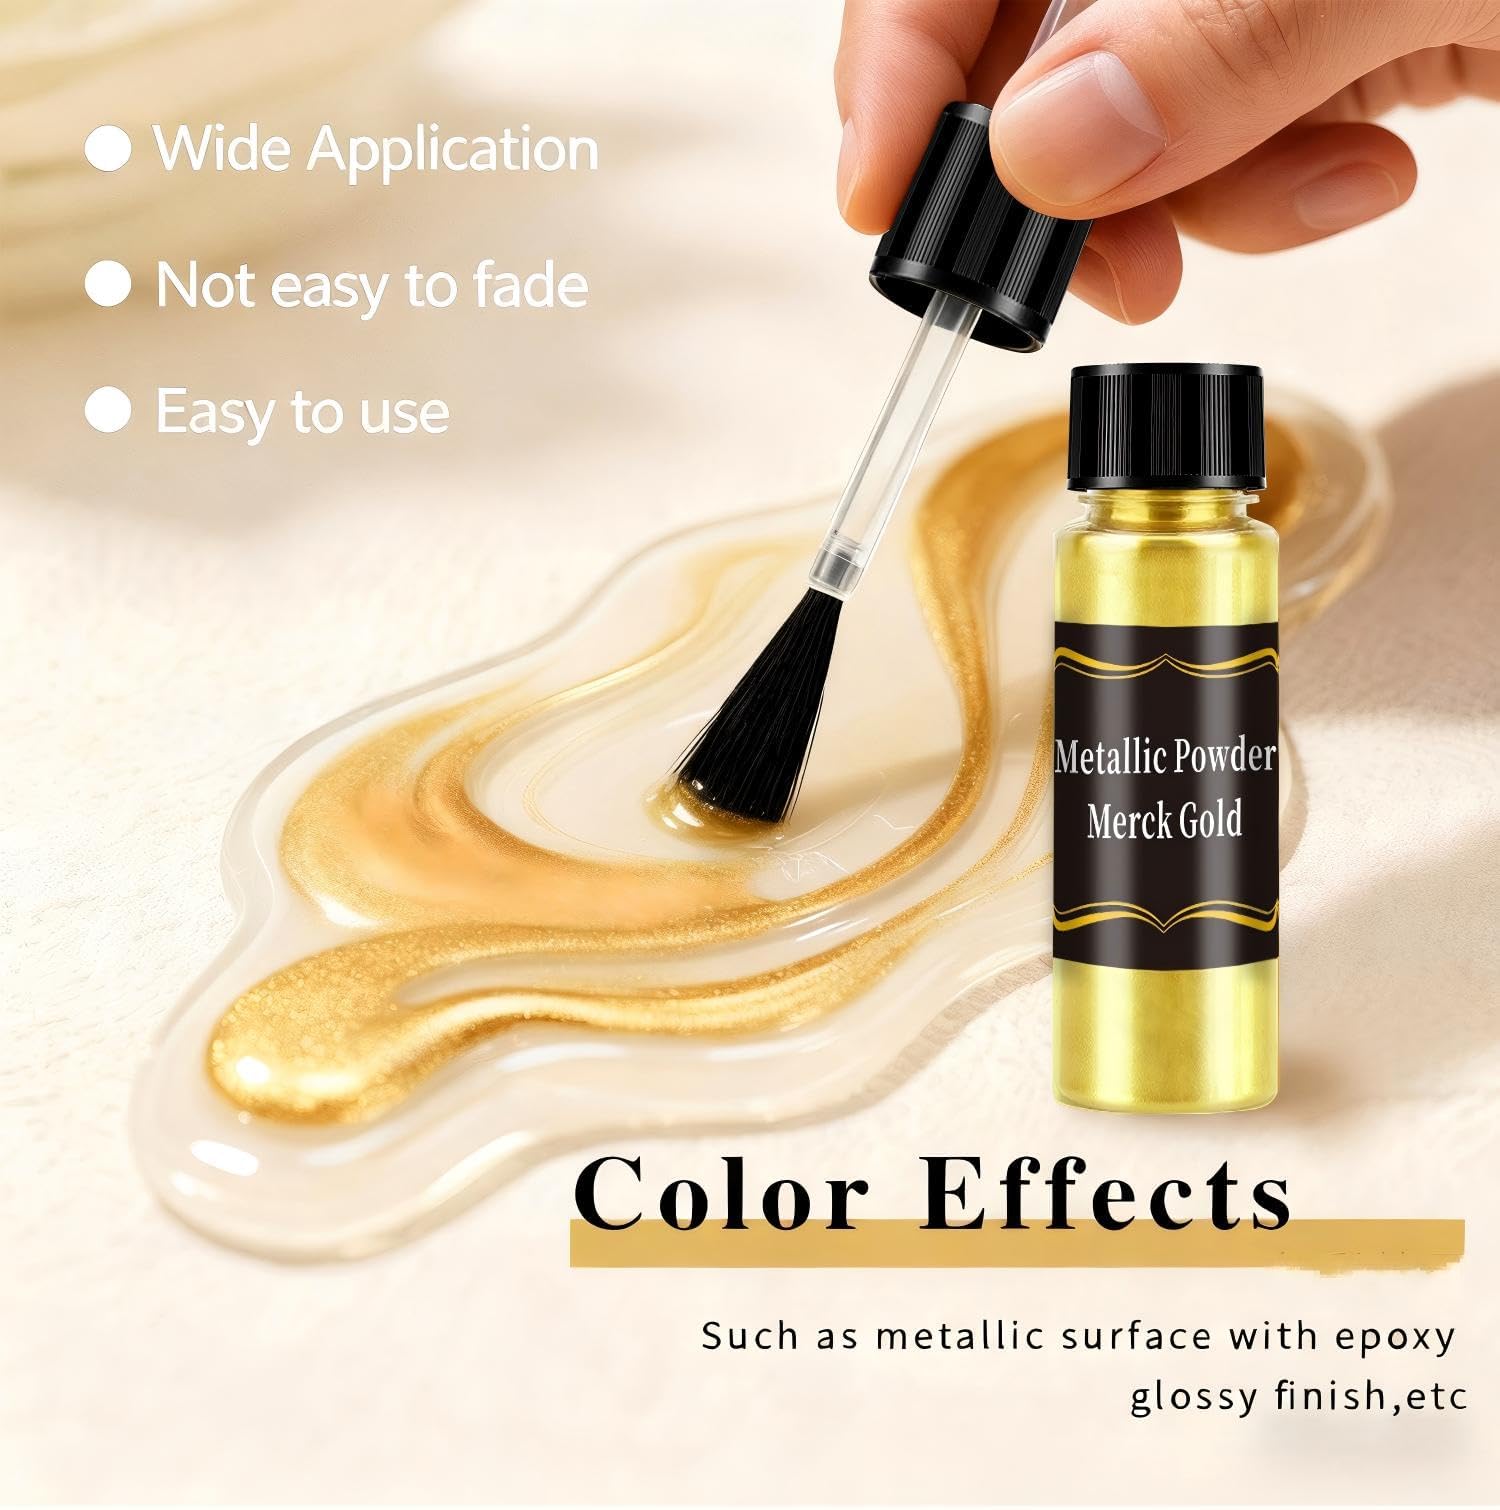 Wide Application
Not easy to fade
Easy to use
Metallic Powder
Merck Gold
Color Effects
Such as metallic surface with epoxy
glossy finish,etc